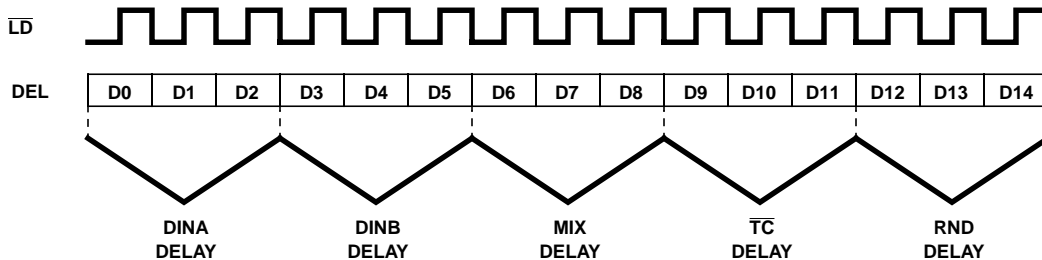 LD
DEL D0 D1 D2 D3 D4 D5 D6 D7 D8 D9 D10 D11 D12 D13 D14
DINA DINB MIX TC RND
DELAY DELAY DELAY DELAY DELAY